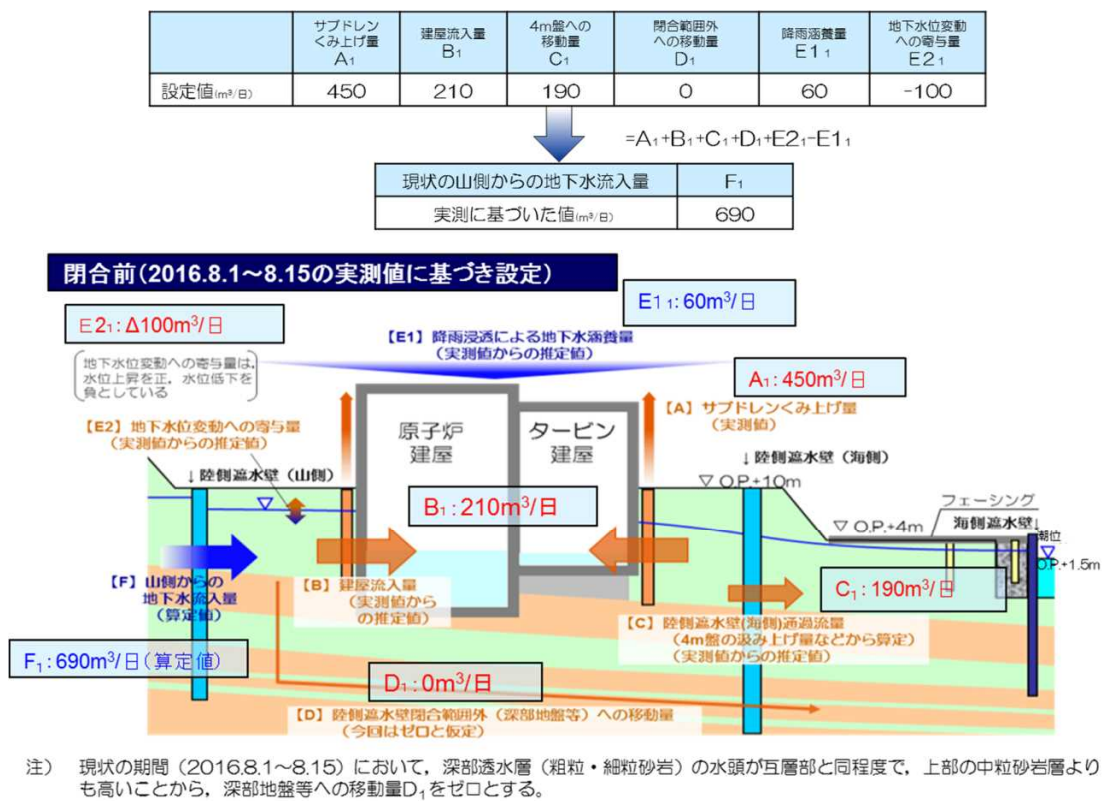 サブドレン
くみ上げ量
A₁
建屋流入量
B₁
4m盤への
移動量
C₁
閉合範囲外
への移動量
D₁
降雨涵養量
E1₁
地下水位変動
への寄与量
E2₁
設定値(m³/日) 450 210 190 0 60 -100
=A₁+B₁+C₁+D₁+E2₁-E1₁
現状の山側からの地下水流入量 F₁
実測に基づいた値(m³/日) 690
閉合前(2016.8.1～8.15の実測値に基づき設定)
E1₁:60m³/日
E2₁:Δ100m³/日
【E1】降雨浸透による地下水涵養量
(実測値からの推定値)
地下水位変動への寄与量は,
水位上昇を正,水位低下を
負としている
A₁:450m³/日
【A】サブドレンくみ上げ量
(実測値)
【E2】地下水位変動への寄与量
(実測値からの推定値)
原子炉
建屋
タービン
建屋
↓陸側遮水壁(山側)
↓陸側遮水壁(海側)
▽O.P.+10m
B₁:210m³/日
フェーシング
▽O.P.+4m
海側遮水壁↓
潮位
O.P.+1.5m
【F】山側からの
地下水流入量
(算定値)
【B】建屋流入量
(実測値から
の推定値)
C₁:190m³/日
【C】陸側遮水壁(海側)通過流量
(4m盤の汲み上げ量などから算定)
(実測値からの推定値)
F₁:690m³/日(算定値)
D₁:0m³/日
【D】陸側遮水壁閉合範囲外(深部地盤等)への移動量
(今回はゼロと仮定)
注) 現状の期間(2016.8.1～8.15)において,深部透水層(粗粒・細粒砂岩)の水頭が互層部と同程度で,上部の中粒砂岩層より
も高いことから,深部地盤等への移動量D₁をゼロとする。